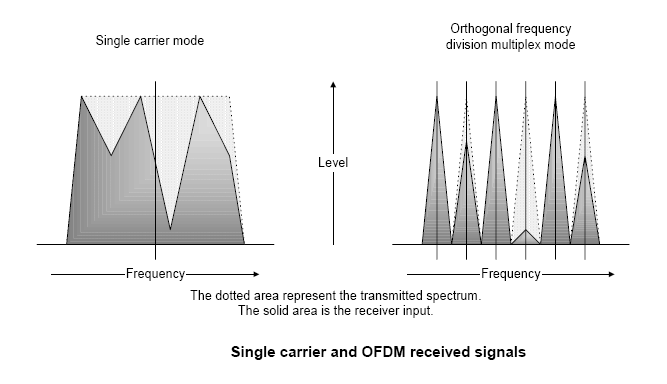 Single carrier mode
Orthogonal frequency
division multiplex mode
Level
Frequency
Frequency
The dotted area represent the transmitted spectrum.
The solid area is the receiver input.
Single carrier and OFDM received signals